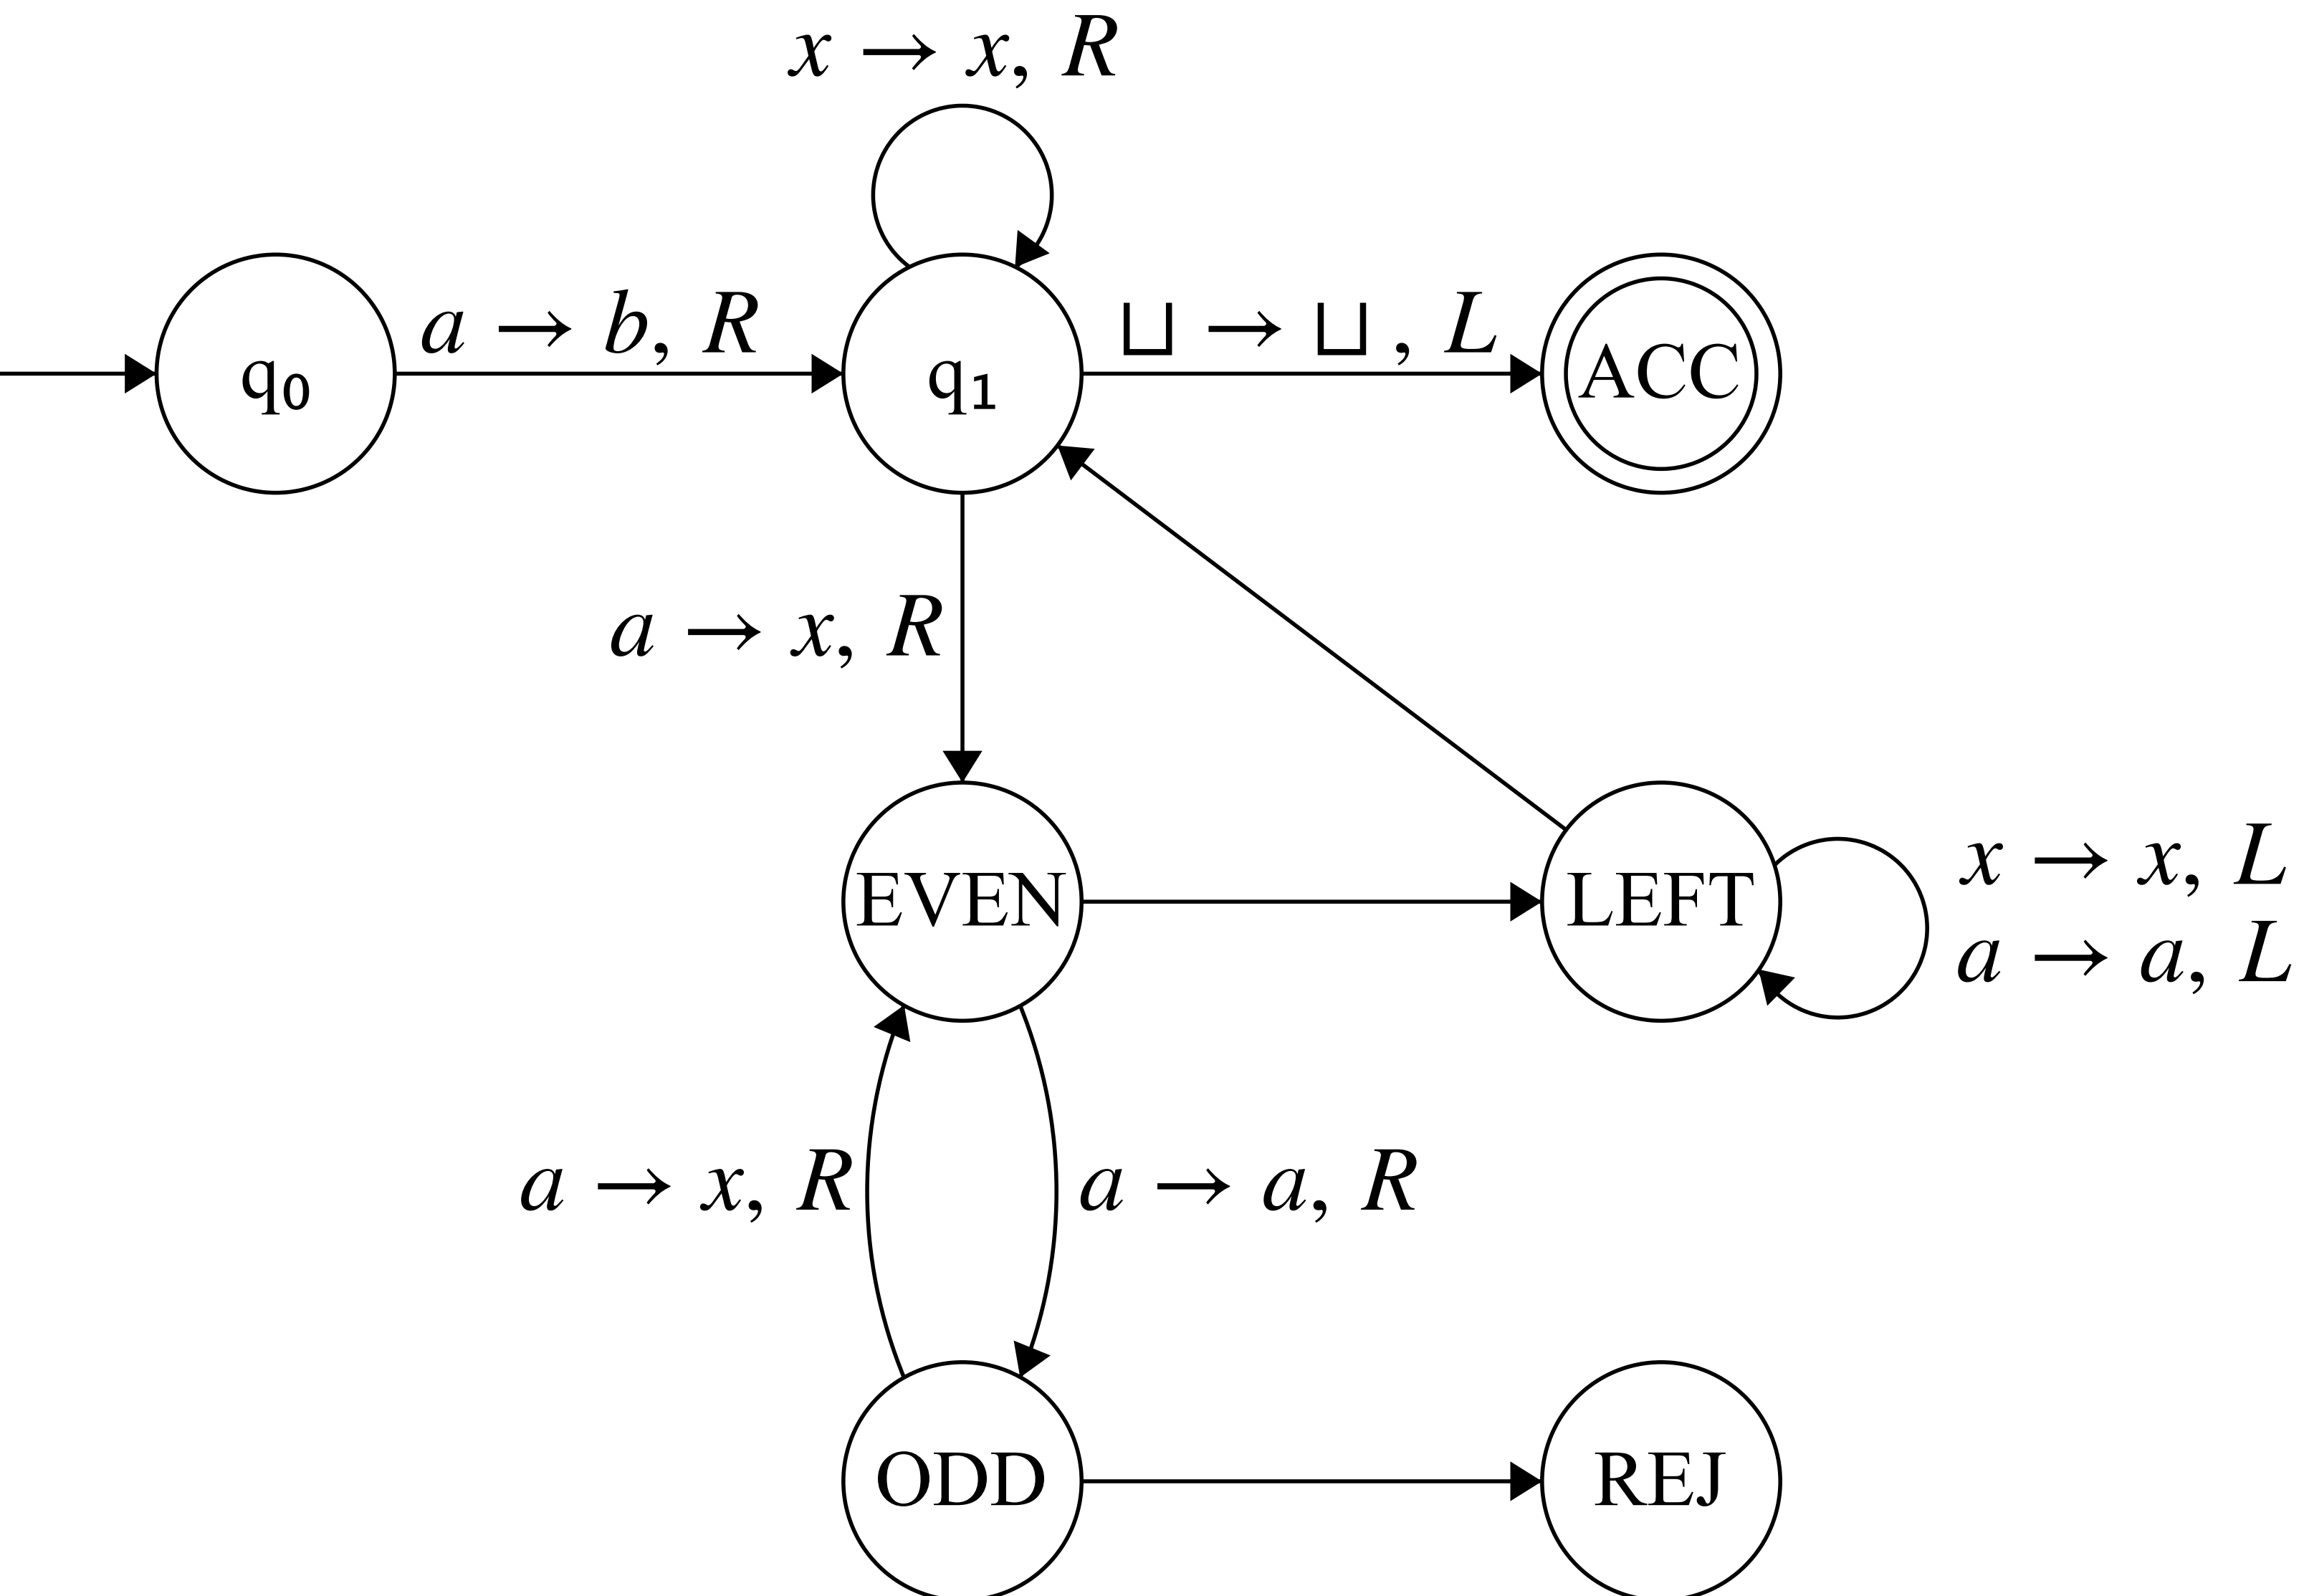 x → x, R
a → b, R
⊔ → ⊔ , L
q₀
q₁
ACC
a → x, R
EVEN
LEFT
x → x, L
a → a, L
a → x, R
a → a, R
ODD
REJ